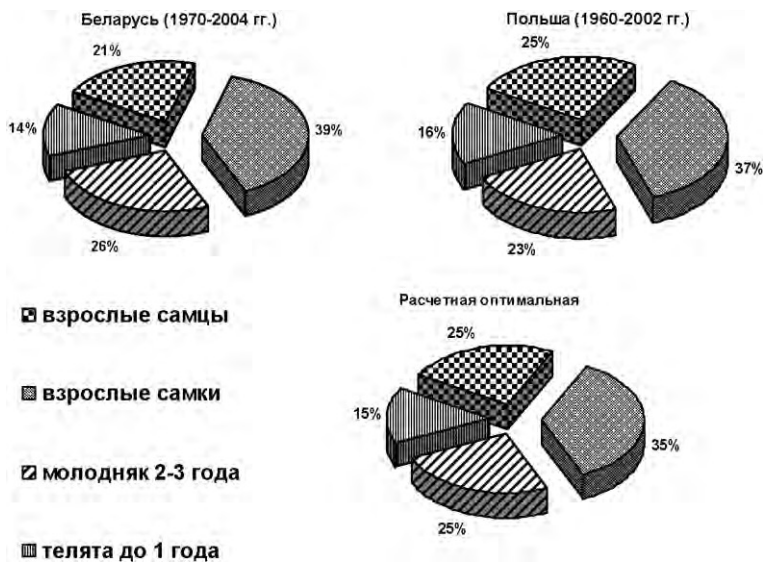 Беларусь (1970-2004 гг.)
21%
14%
39%
26%
Польша (1960-2002 гг.)
25%
16%
37%
23%
взрослые самцы
взрослые самки
молодняк 2-3 года
телята до 1 года
Расчетная оптимальная
25%
15%
35%
25%